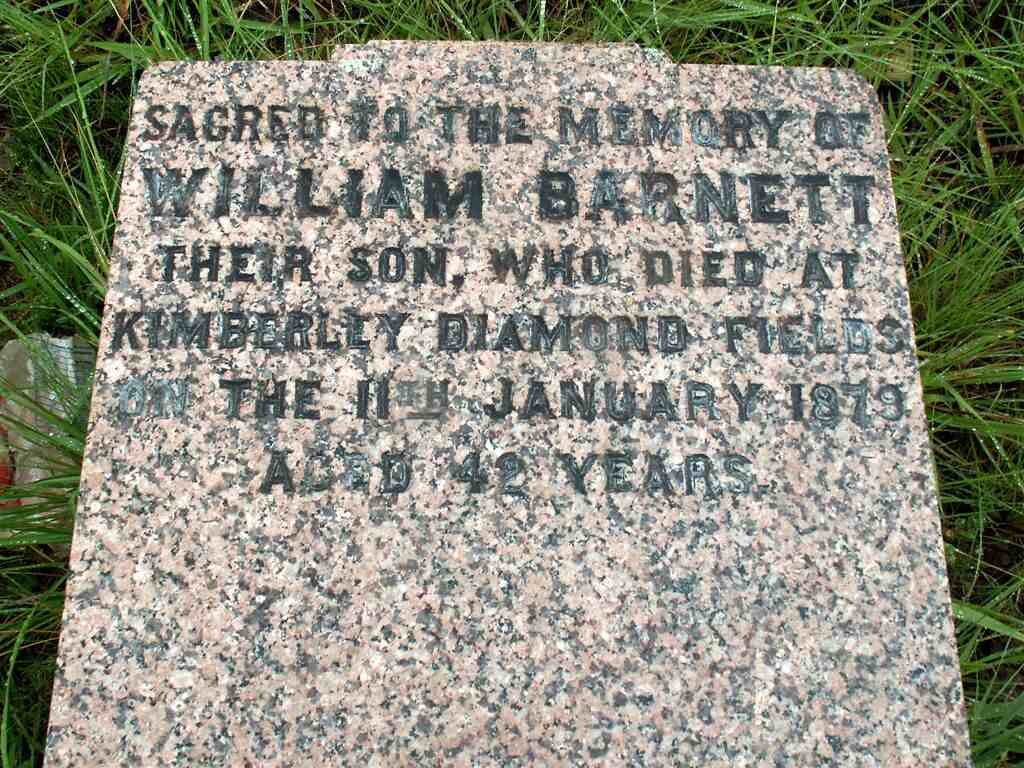 SACRED TO THE MEMORY OF
WILLIAM BARNETT
THEIR SON, WHO DIED AT
KIMBERLEY DIAMOND FIELDS
ON THE 11TH JANUARY 1879
AGED 42 YEARS.